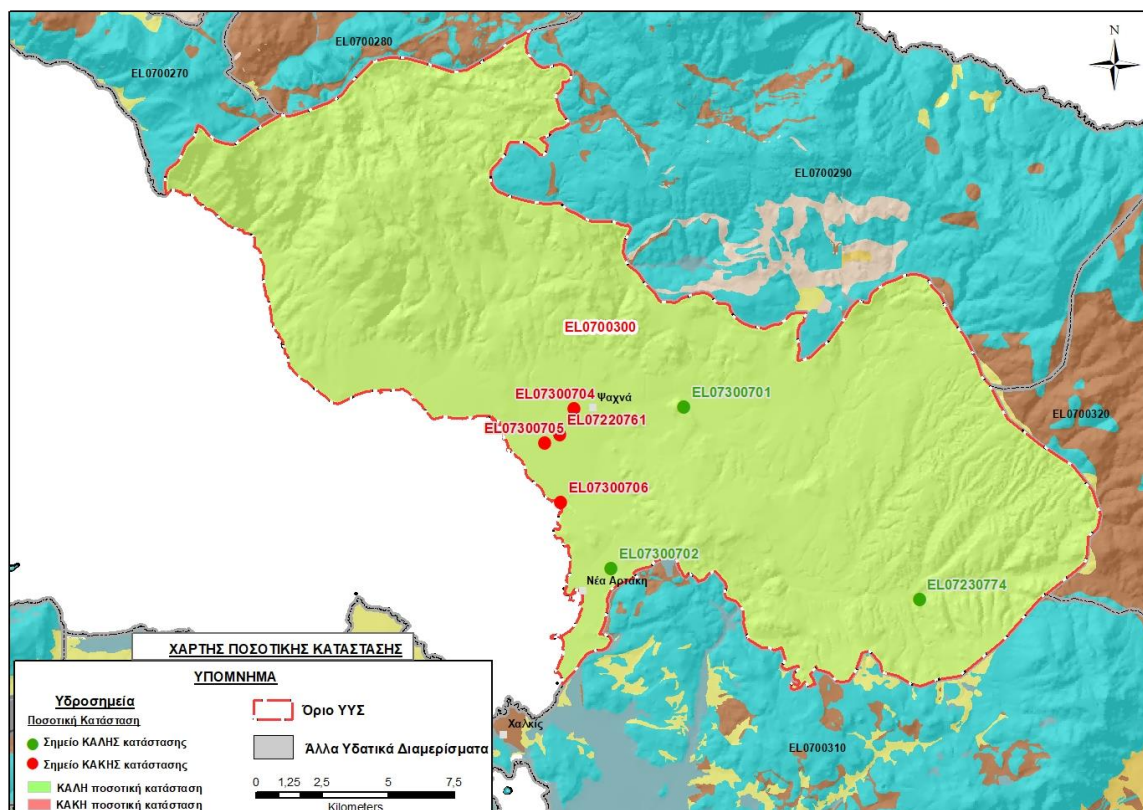 EL0700280
N
EL0700270
EL0700290
EL0700300
EL07300704
Ψαχνά
EL07300701
EL0700320
EL07220761
EL07300705
EL07300706
EL07300702
Νέα Αρτάκη
EL07230774
ΧΑΡΤΗΣ ΠΟΣΟΤΙΚΗΣ ΚΑΤΑΣΤΑΣΗΣ
ΥΠΟΜΝΗΜΑ
Υδροσημεία
Ποσοτική Κατάσταση
Σημείο ΚΑΛΗΣ κατάστασης
Σημείο ΚΑΚΗΣ κατάστασης
ΚΑΛΗ ποσοτική κατάσταση
ΚΑΚΗ ποσοτική κατάσταση
Όριο ΥΥΣ
Άλλα Υδατικά Διαμερίσματα
0 1,25 2,5 5 7,5
Kilometers
Χαλκίς
EL0700310